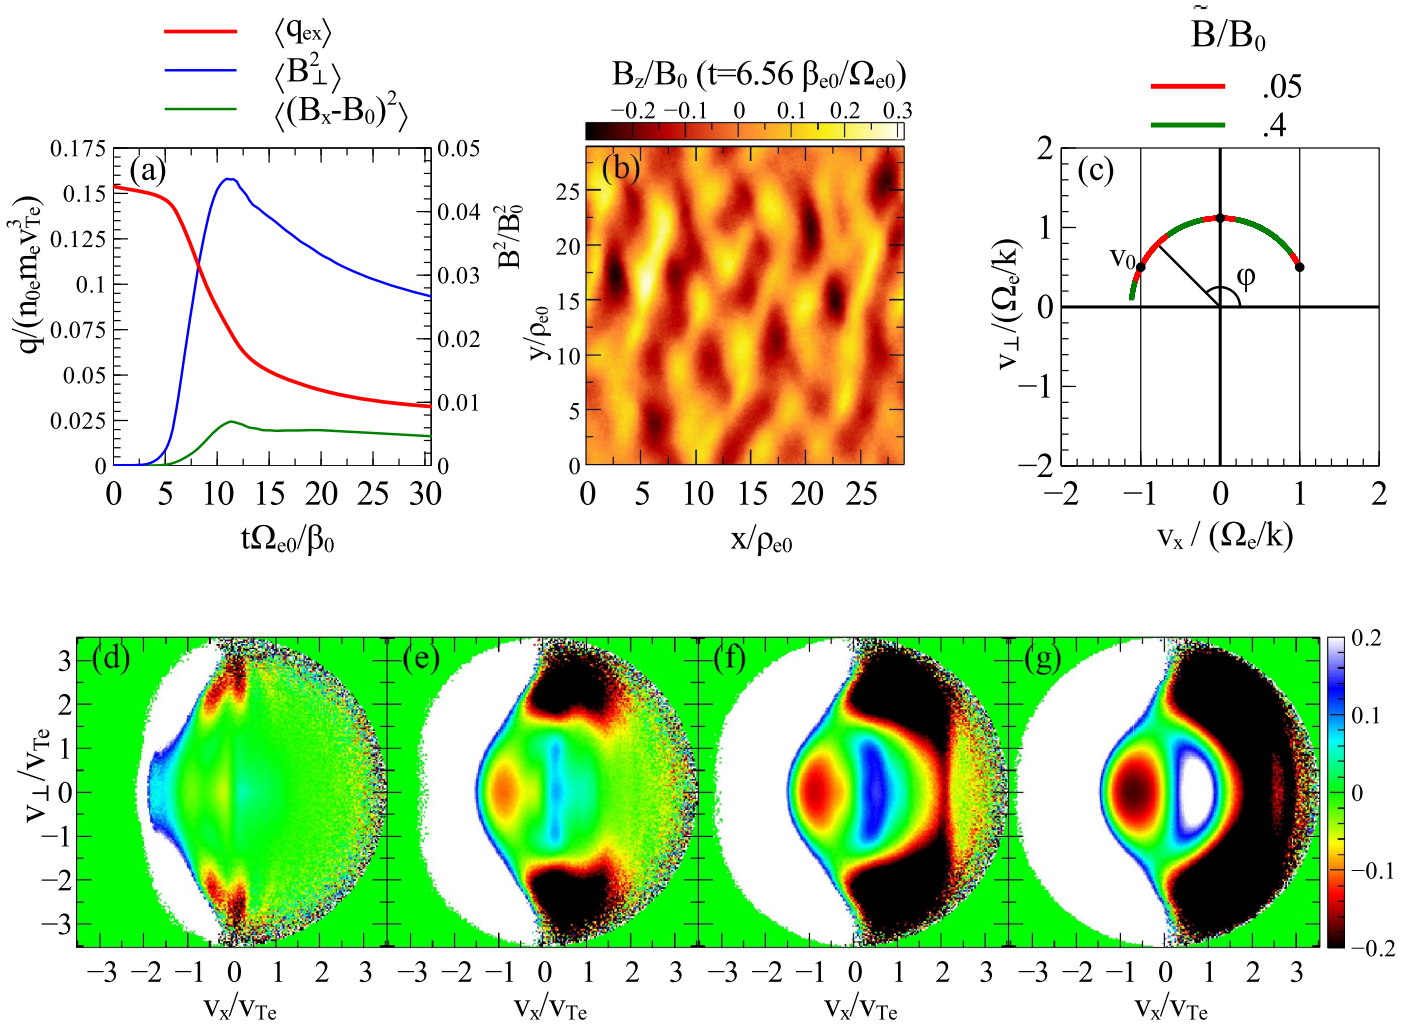 ⟨q_ex⟩
⟨B²_⊥⟩
⟨(B_x-B_0)²⟩
(a)
0.175
0.15
0.125
0.1
0.075
0.05
0.025
0
q/(n_0e m_e v³_Te)
0.05
0.04
0.03
0.02
0.01
0
B²/B²_0
0 5 10 15 20 25 30
tΩ_e0/β_0
B_z/B_0 (t=6.56 β_e0/Ω_e0)
−0.2 −0.1 0 0.1 0.2 0.3
(b)
25
20
15
10
5
0
y/ρ_e0
0 5 10 15 20 25
x/ρ_e0
B̃/B_0
.05
.4
(c)
2
1
0
−1
−2
v_⊥/(Ω_e/k)
v_0
φ
−2 −1 0 1 2
v_x / (Ω_e/k)
(d) (e) (f) (g)
3
2
1
0
−1
−2
−3
v_⊥/v_Te
−3 −2 −1 0 1 2 3
v_x/v_Te
−3 −2 −1 0 1 2 3
v_x/v_Te
−3 −2 −1 0 1 2 3
v_x/v_Te
−3 −2 −1 0 1 2 3
v_x/v_Te
0.2
0.1
0
−0.1
−0.2